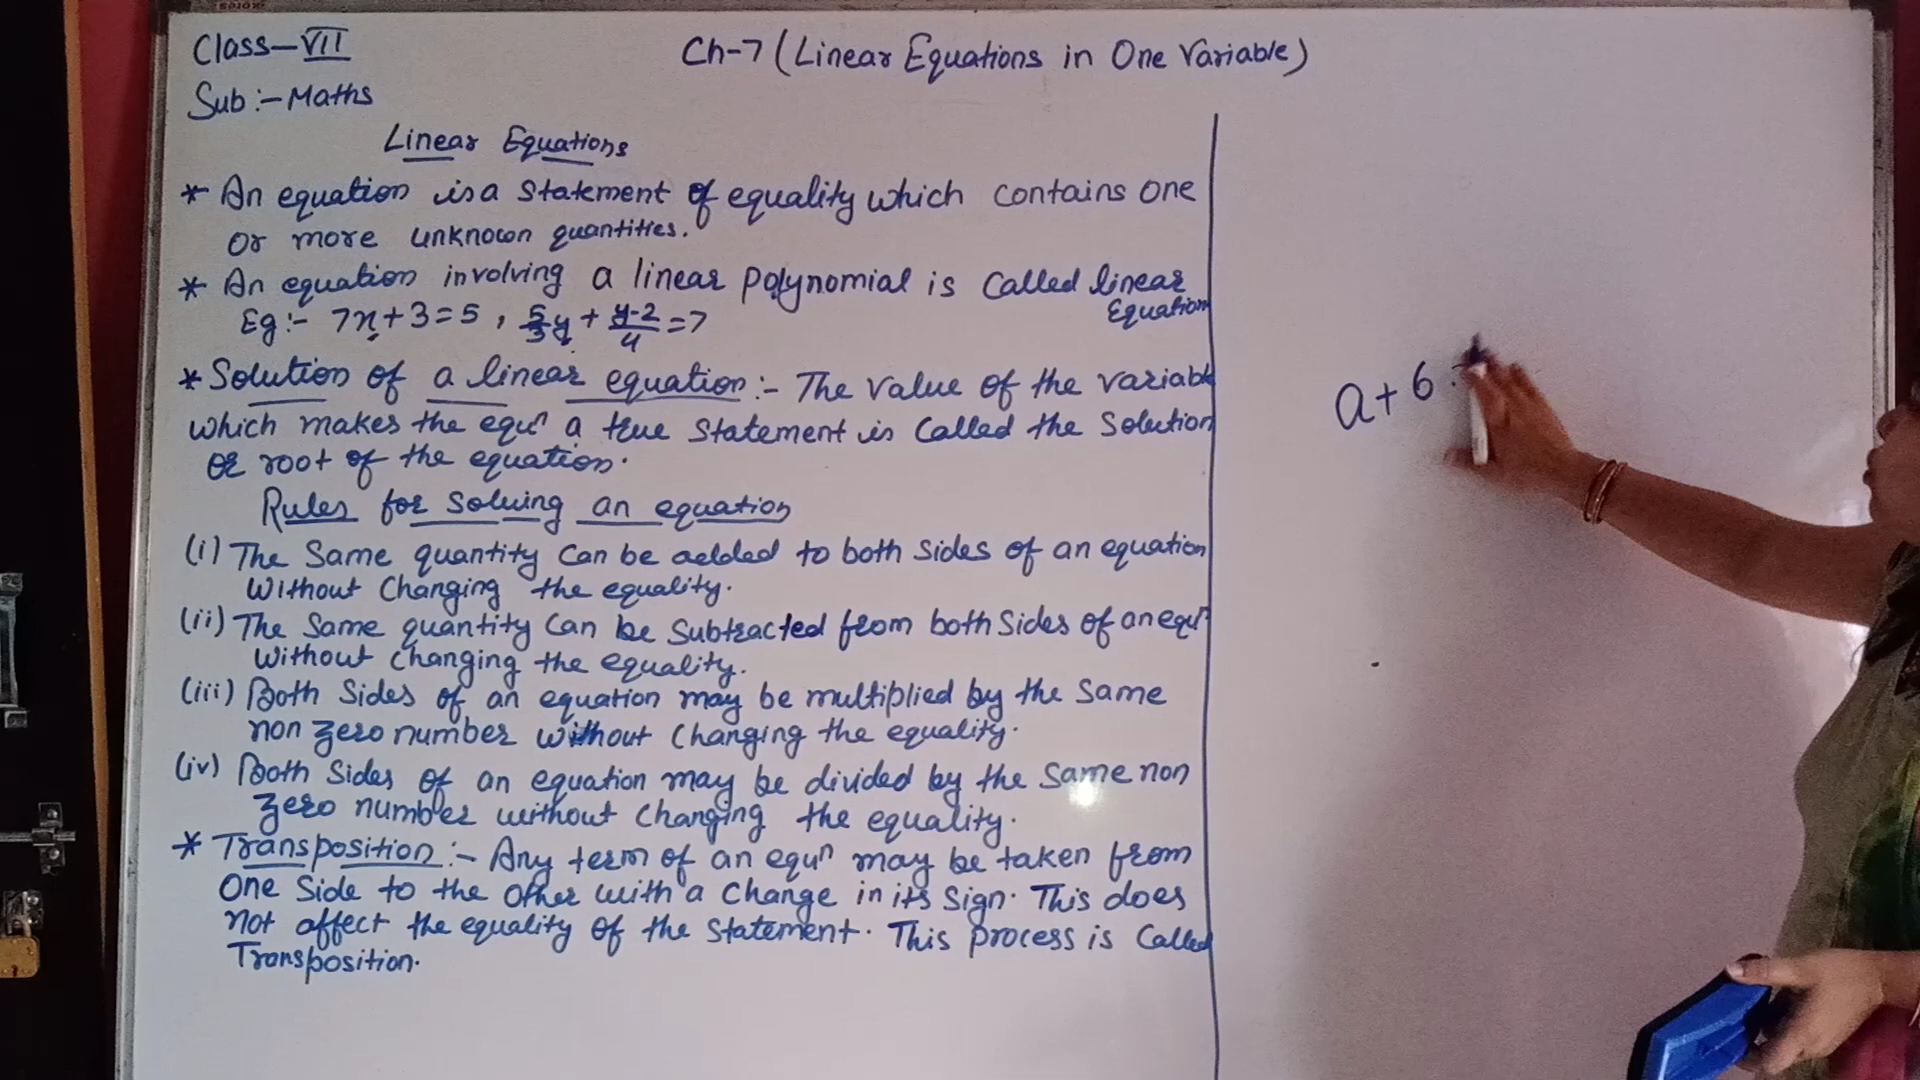 Class-VII
Sub:-Maths
Ch-7 (Linear Equations in One Variable)
Linear Equations
* An equation is a Statement of equality which contains one
or more unknown quantities.
* An equation involving a linear polynomial is Called linear
Equation
Eg:- 7x+3=5, 5/3y + y-2/4 =7
* Solution of a linear equation:- The value of the variable
which makes the equn a true statement is Called the Solution
or root of the equation.
Rules for solving an equation
(i) The Same quantity Can be added to both sides of an equation
without Changing the equality.
(ii) The Same quantity Can be Subtracted from both Sides of an equn
without Changing the equality.
(iii) Both Sides of an equation may be multiplied by the Same
non zero number without Changing the equality.
(iv) Both Sides of an equation may be divided by the Same non
zero number without Changing the equality.
* Transposition:- Any term of an equn may be taken from
One Side to the Other with a Change in its Sign. This does
not affect the equality of the Statement. This process is Called
Transposition.
a+6